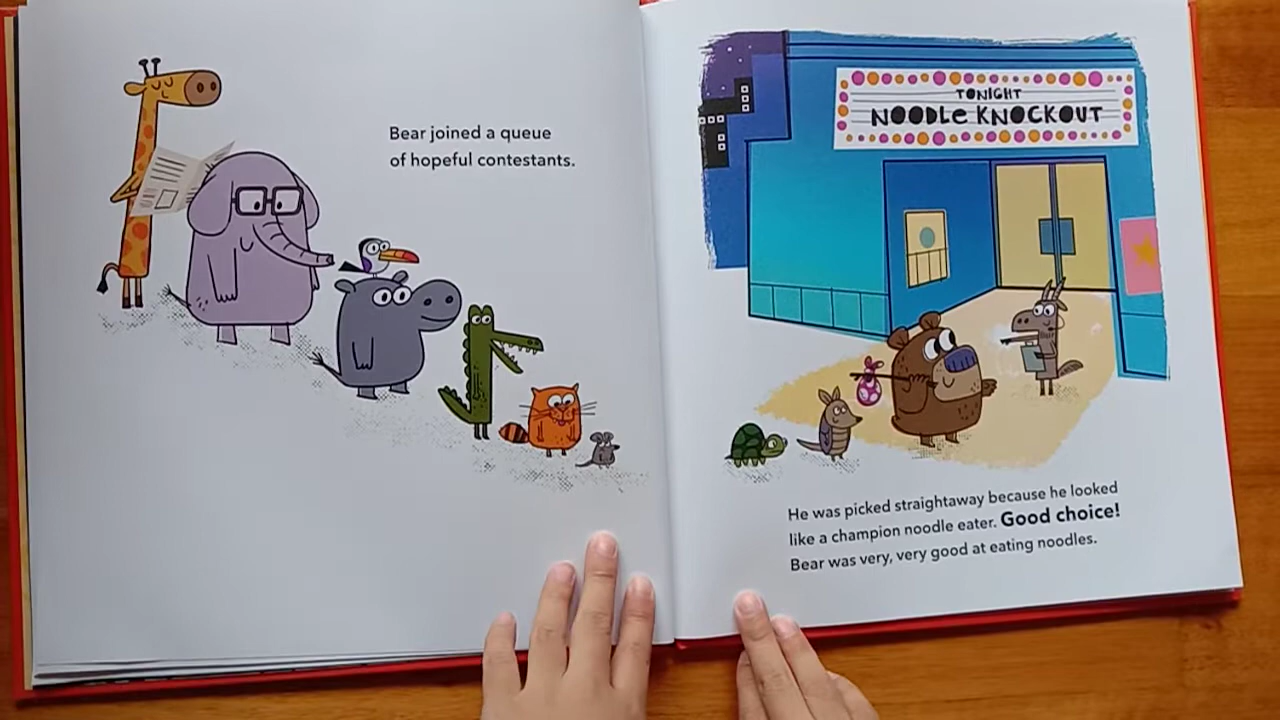 Bear joined a queue
of hopeful contestants.
TONIGHT
NOODLe KNOCKOUT
He was picked straightaway because he looked
like a champion noodle eater. Good choice!
Bear was very, very good at eating noodles.